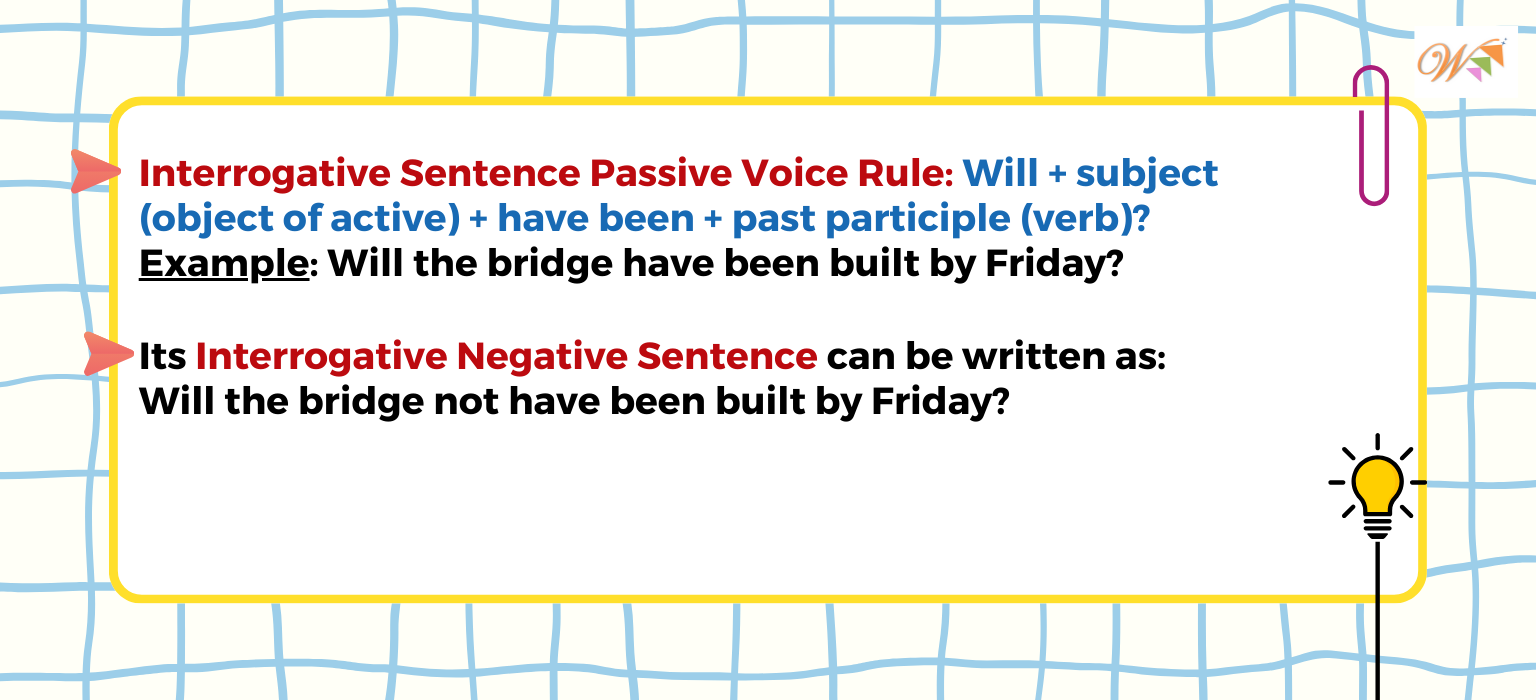 Interrogative Sentence Passive Voice Rule: Will + subject
(object of active) + have been + past participle (verb)?
Example: Will the bridge have been built by Friday?
Its Interrogative Negative Sentence can be written as:
Will the bridge not have been built by Friday?
W